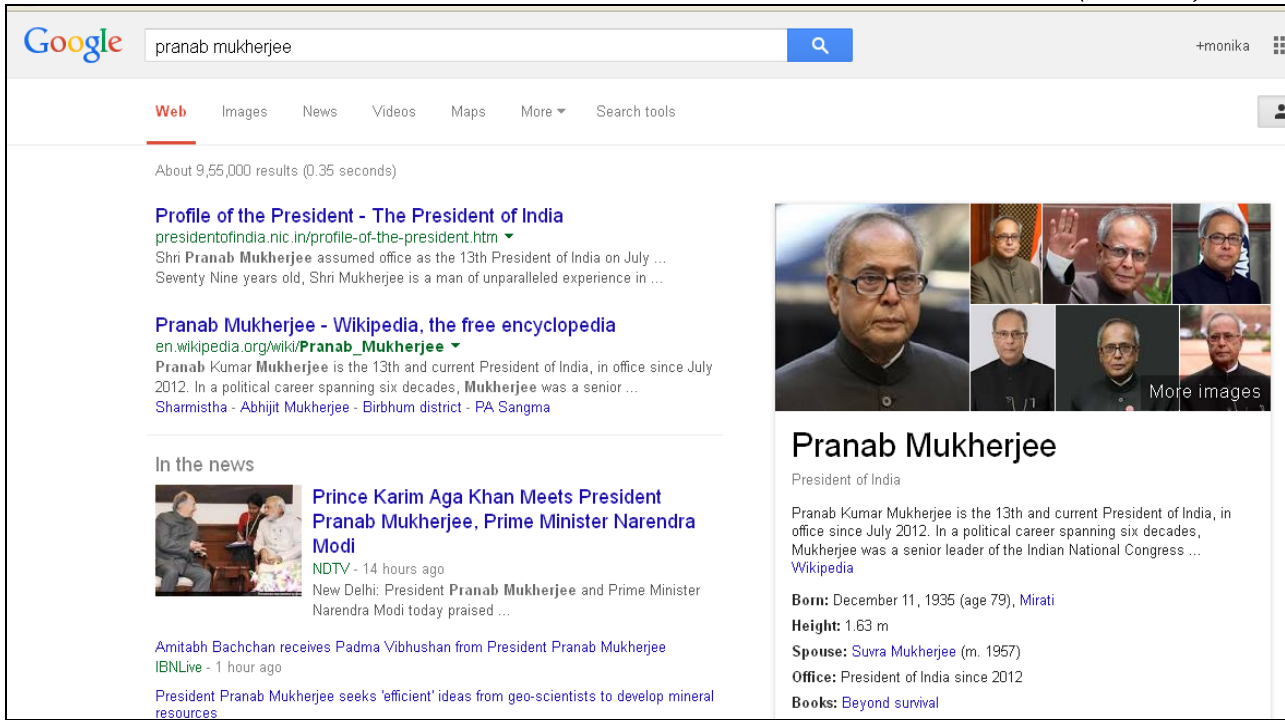 Google
pranab mukherjee
+monika
Web Images News Videos Maps More Search tools
About 9,55,000 results (0.35 seconds)
Profile of the President - The President of India
presidentofindia.nic.in/profile-of-the-president.htm
Shri Pranab Mukherjee assumed office as the 13th President of India on July ...
Seventy Nine years old, Shri Mukherjee is a man of unparalleled experience in ...
Pranab Mukherjee - Wikipedia, the free encyclopedia
en.wikipedia.org/wiki/Pranab_Mukherjee
Pranab Kumar Mukherjee is the 13th and current President of India, in office since July
2012. In a political career spanning six decades, Mukherjee was a senior ...
Sharmistha - Abhijit Mukherjee - Birbhum district - PA Sangma
In the news
Prince Karim Aga Khan Meets President
Pranab Mukherjee, Prime Minister Narendra
Modi
NDTV - 14 hours ago
New Delhi: President Pranab Mukherjee and Prime Minister
Narendra Modi today praised ...
Amitabh Bachchan receives Padma Vibhushan from President Pranab Mukherjee
IBNLive - 1 hour ago
President Pranab Mukherjee seeks 'efficient' ideas from geo-scientists to develop mineral
resources
More images
Pranab Mukherjee
President of India
Pranab Kumar Mukherjee is the 13th and current President of India, in
office since July 2012. In a political career spanning six decades,
Mukherjee was a senior leader of the Indian National Congress ...
Wikipedia
Born: December 11, 1935 (age 79), Mirati
Height: 1.63 m
Spouse: Suvra Mukherjee (m. 1957)
Office: President of India since 2012
Books: Beyond survival